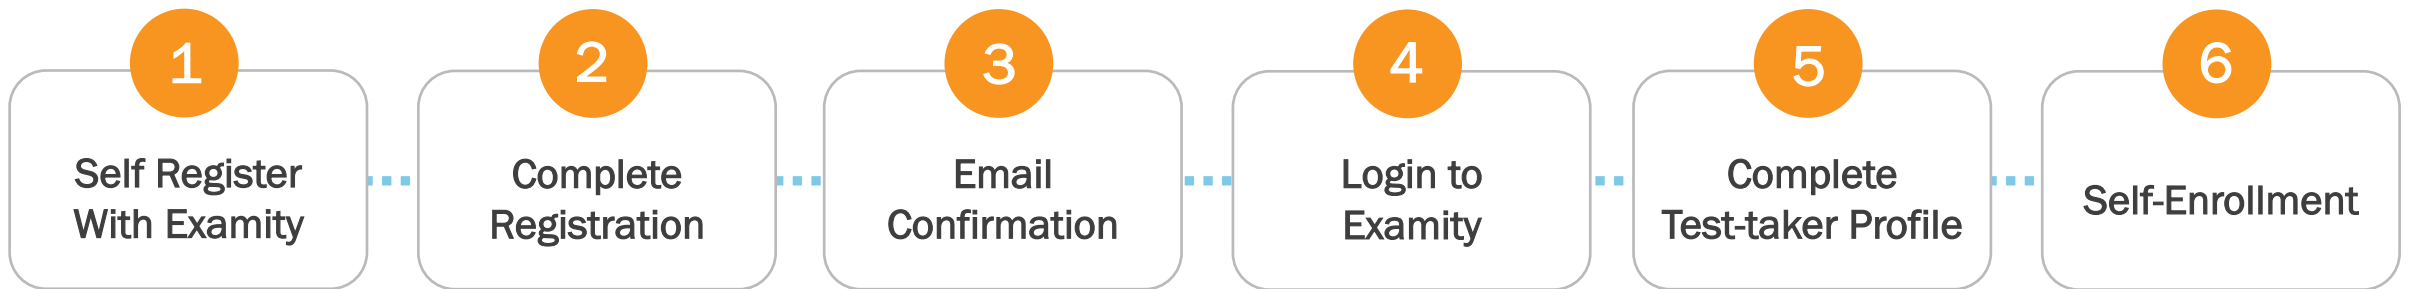 1
Self Register
With Examity
2
Complete
Registration
3
Email
Confirmation
4
Login to
Examity
5
Complete
Test-taker Profile
6
Self-Enrollment